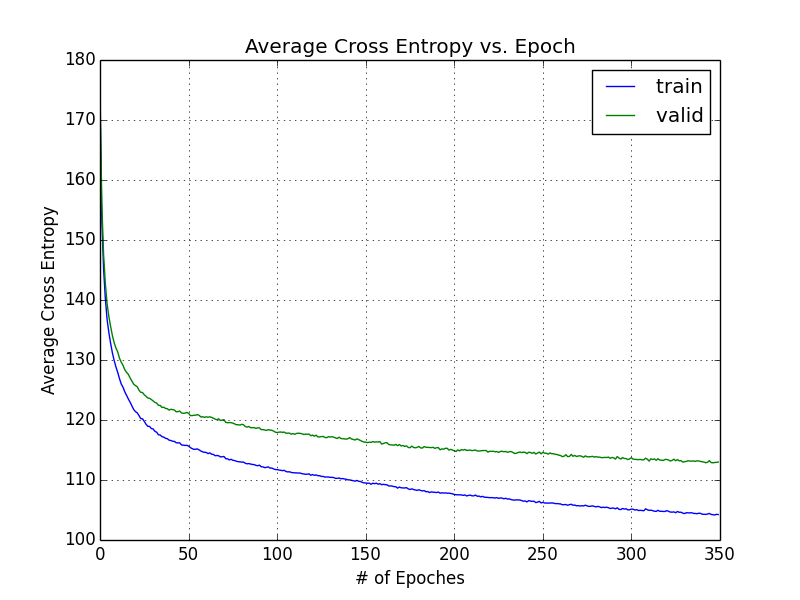 Average Cross Entropy vs. Epoch
180
170
160
150
140
130
120
110
100
Average Cross Entropy
train
valid
0 50 100 150 200 250 300 350
# of Epoches